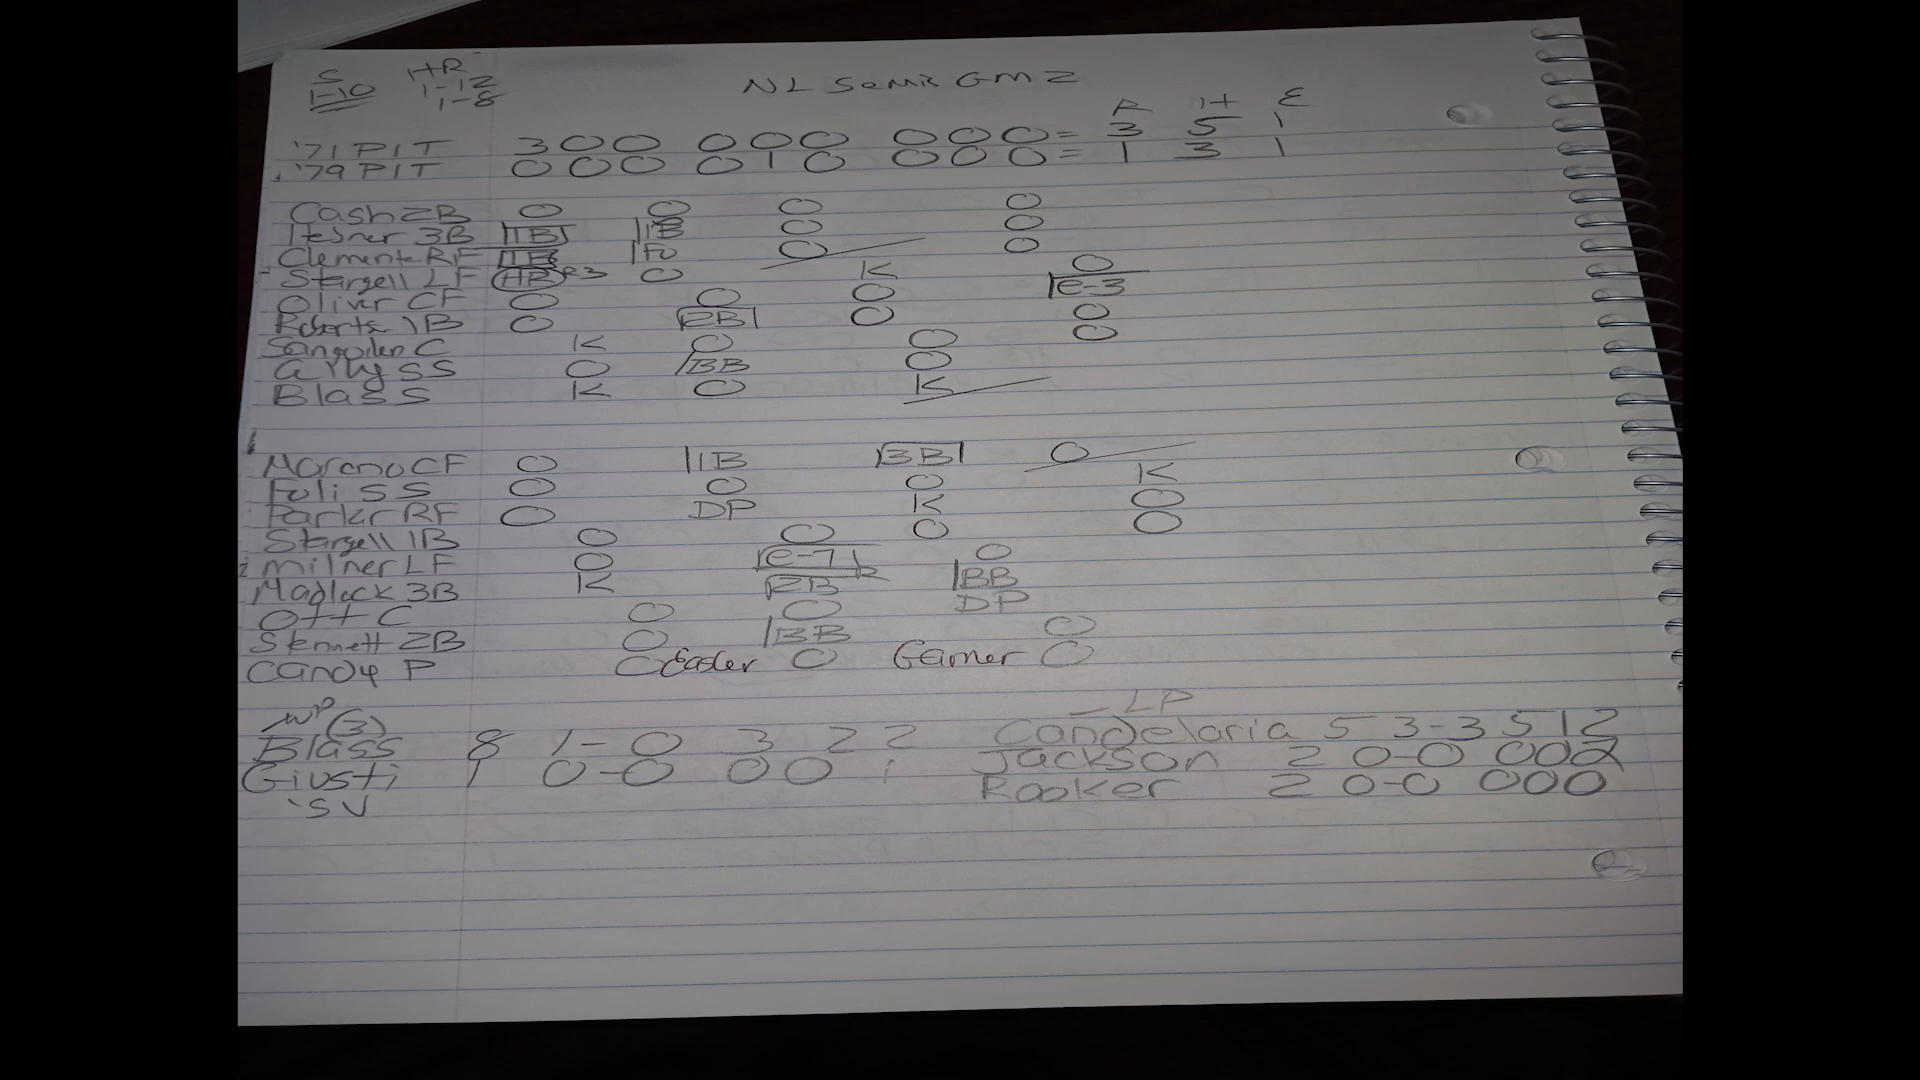 S HR
1-10 1-12
1-8
NL Semis GM 2
R H E
'71 PIT 300 000 000 = 3 5 1
'79 PIT 000 010 000 = 1 3 1
Cash 2B O O O O
Hebner 3B 1B 1B O O
Clemente RF 1B FO O O
Stargell LF HR R3 O K O
Oliver CF O O O e-3
Roberts 1B O 2B O O
Sanguillen C K O O O
Alley SS O BB O
Blass K O K
Moreno CF O 1B 3B O
Foli SS O O O K
Parker RF O DP K O
Stargell 1B O O O O
Milner LF O e-7 R O
Madlock 3B K 2B BB
Ott C O O DP
Stennett 2B O BB O
Candy P O Easler O Garner O
WP (3) LP
Blass 8 1-0 3 2 2 Candelaria 5 3-3 5 1 2
Giusti 1 0-0 0 0 1 Jackson 2 0-0 0 0 2
SV Rooker 2 0-0 0 0 0